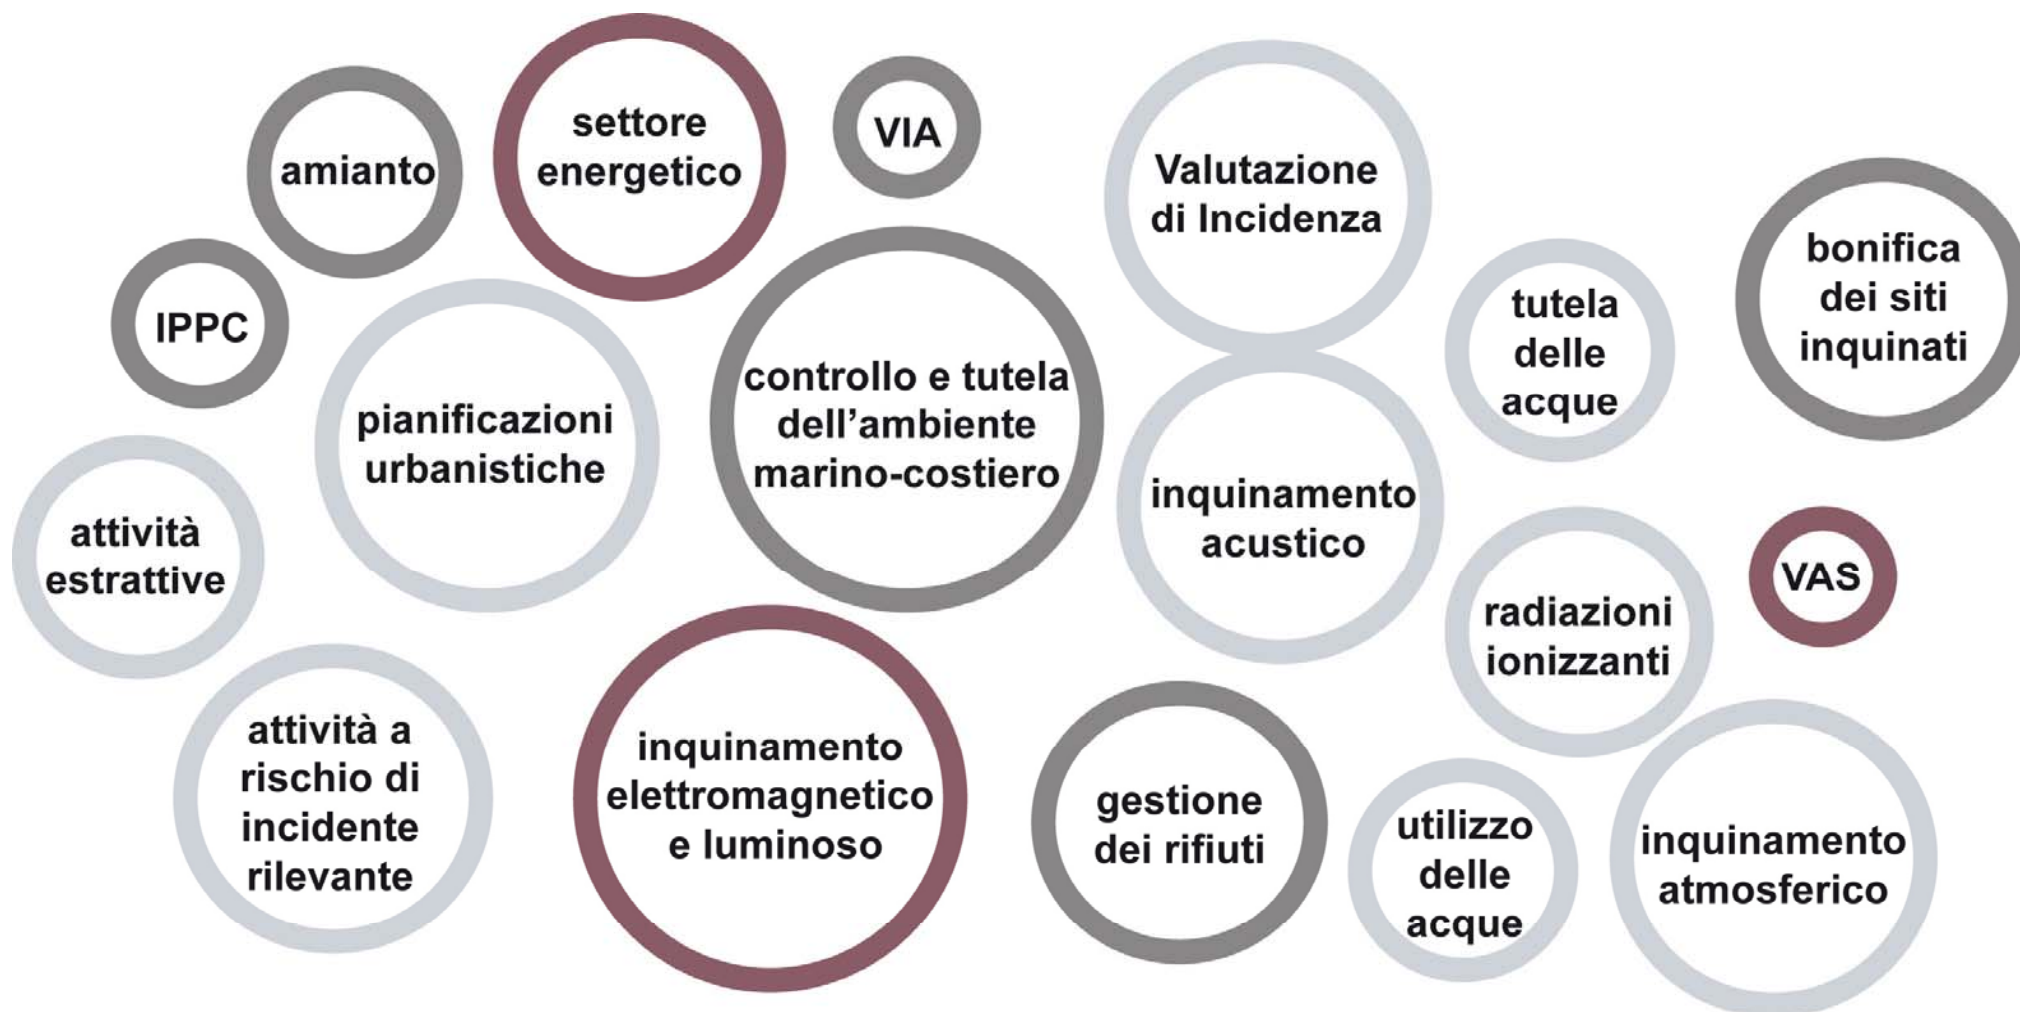 amianto
settore
energetico
VIA
Valutazione
di Incidenza
bonifica
dei siti
inquinati
IPPC
pianificazioni
urbanistiche
controllo e tutela
dell’ambiente
marino-costiero
tutela
delle
acque
attività
estrattive
inquinamento
acustico
radiazioni
ionizzanti
VAS
attività a
rischio di
incidente
rilevante
inquinamento
elettromagnetico
e luminoso
gestione
dei rifiuti
utilizzo
delle
acque
inquinamento
atmosferico